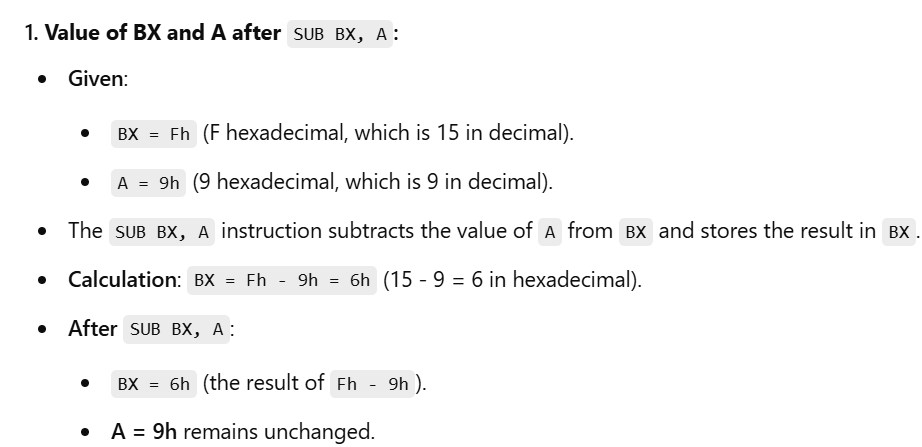 1. Value of BX and A after SUB BX, A :
• Given:
• BX = Fh (F hexadecimal, which is 15 in decimal).
• A = 9h (9 hexadecimal, which is 9 in decimal).
• The SUB BX, A instruction subtracts the value of A from BX and stores the result in BX .
• Calculation: BX = Fh - 9h = 6h (15 - 9 = 6 in hexadecimal).
• After SUB BX, A :
• BX = 6h (the result of Fh - 9h ).
• A = 9h remains unchanged.